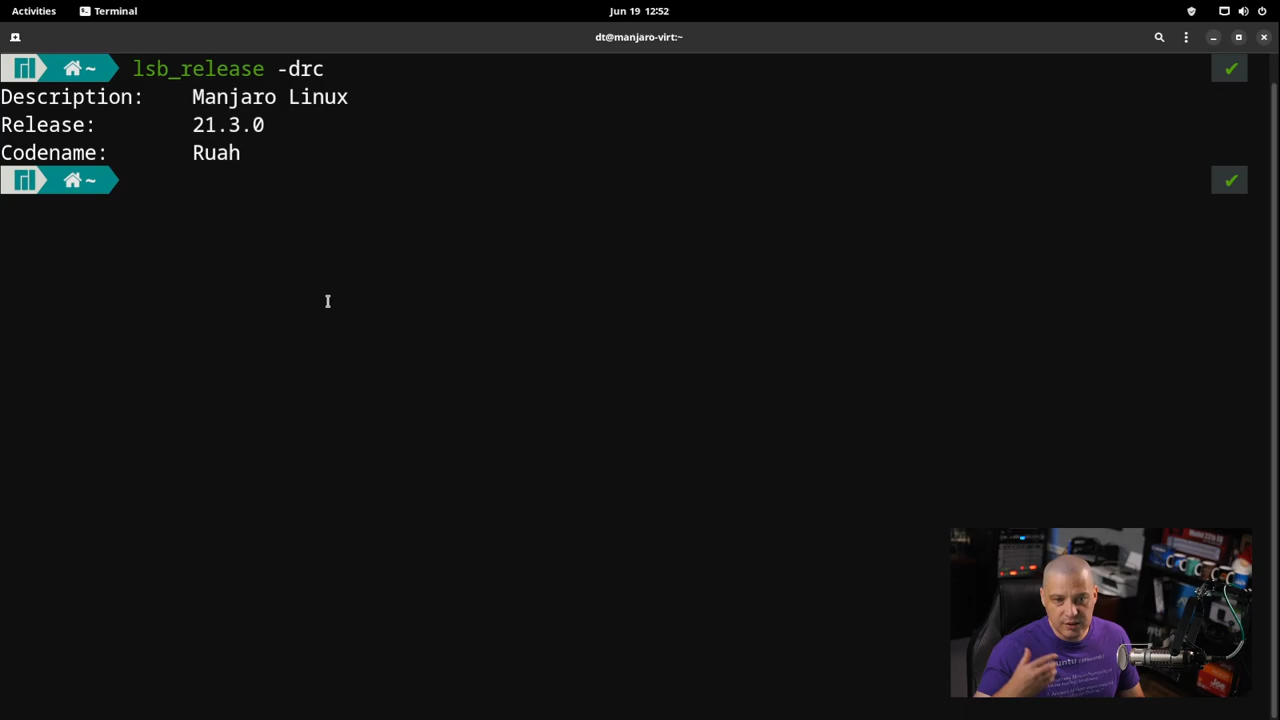 Activities Terminal Jun 19 12:52
dt@manjaro-virt:~
~ lsb_release -drc
Description: Manjaro Linux
Release: 21.3.0
Codename: Ruah
~